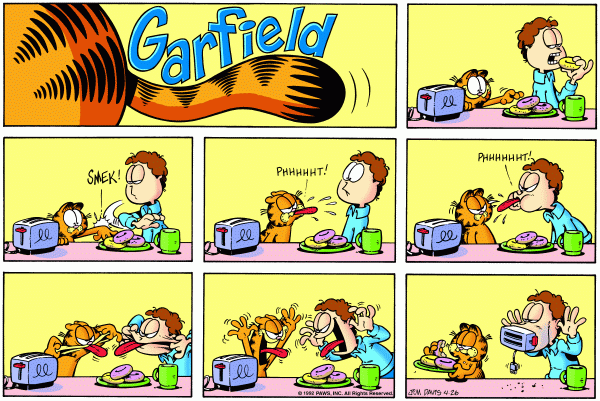 Garfield
SMEK!
PHHHHHT!
PHHHHHHT!
© 1992 PAWS, INC. All Rights Reserved.
JIM DAVIS 4-26